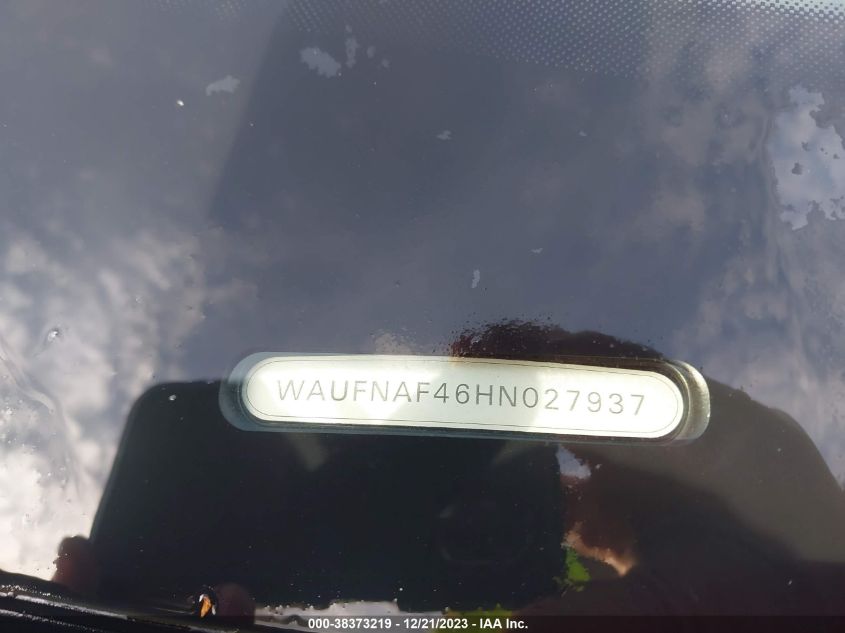 WAUFNAF46HN027937
000-38373219 - 12/21/2023 - IAA Inc.